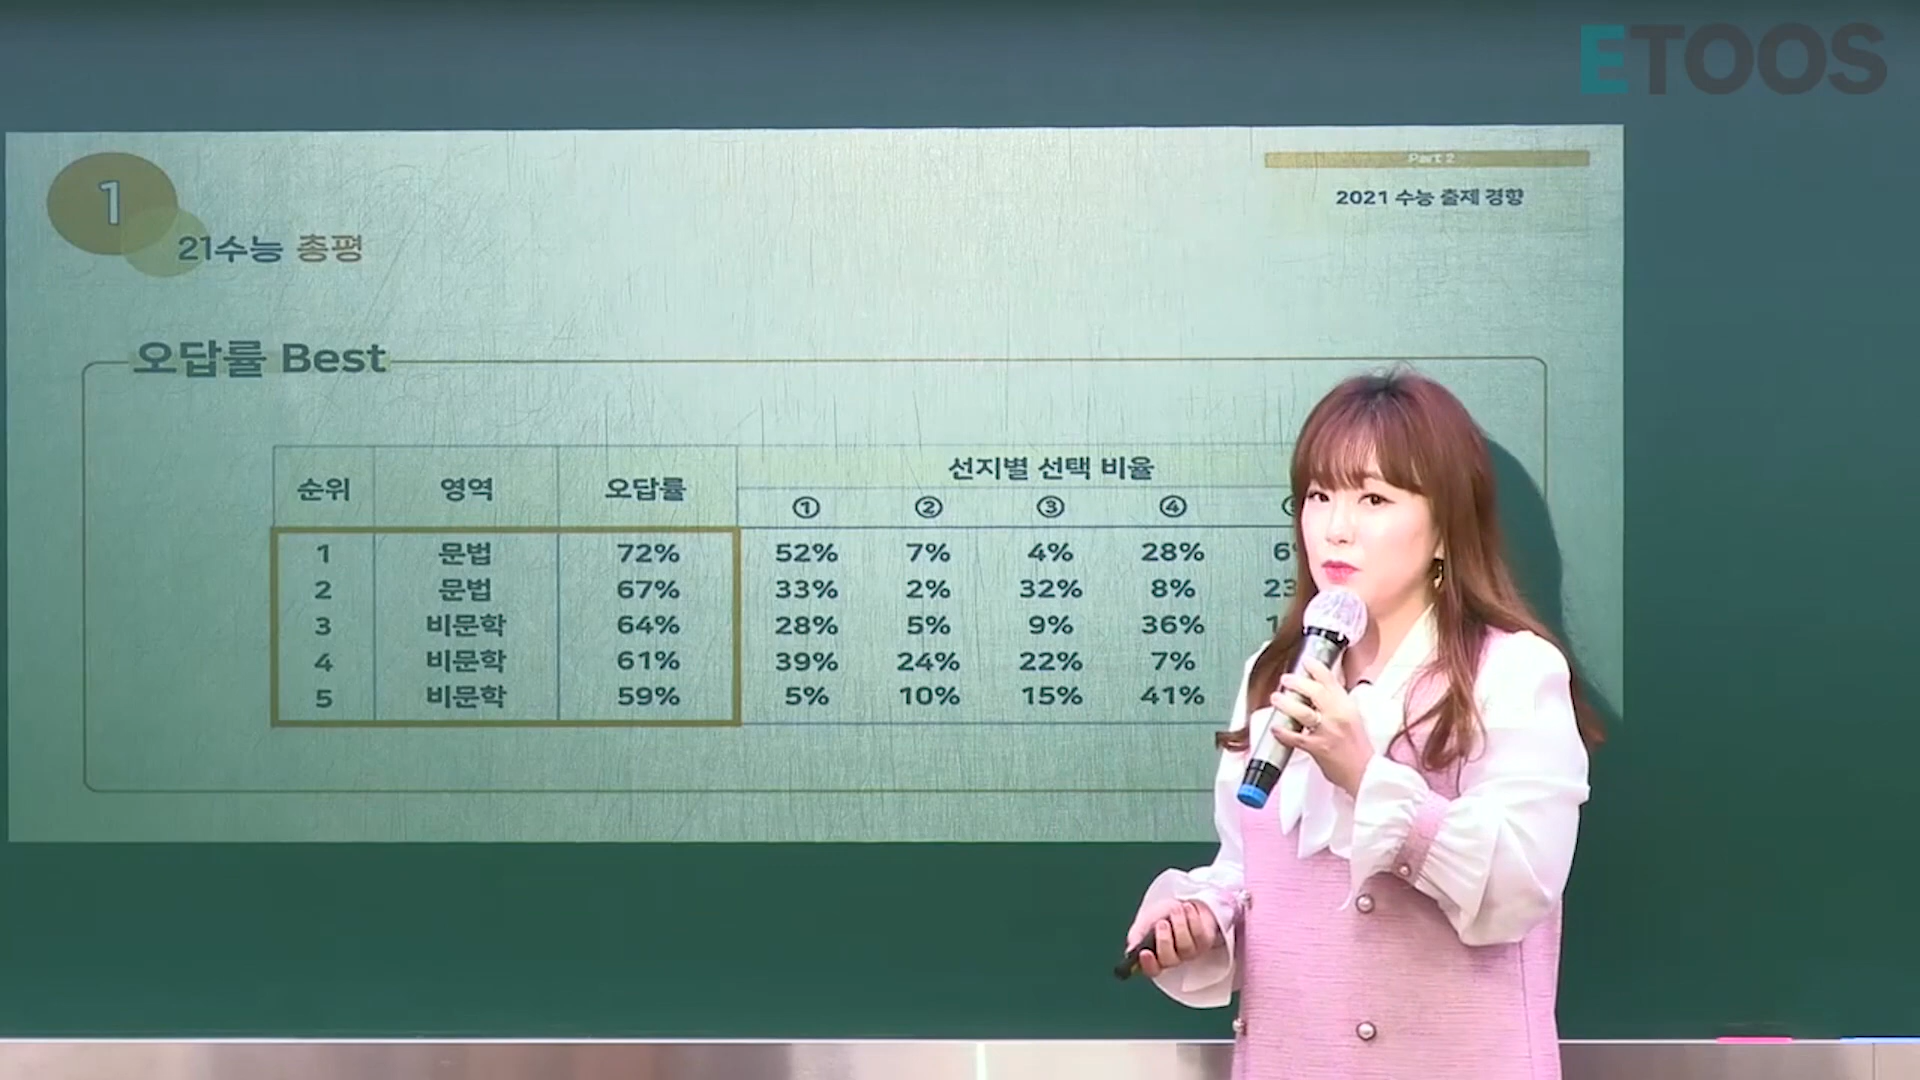 ETOOS
Part 2
2021 수능 출제 경향
1
21수능 총평
오답률 Best
순위 영역 오답률 선지별 선택 비율
① ② ③ ④
1 문법 72% 52% 7% 4% 28%
2 문법 67% 33% 2% 32% 8%
3 비문학 64% 28% 5% 9% 36%
4 비문학 61% 39% 24% 22% 7%
5 비문학 59% 5% 10% 15% 41%